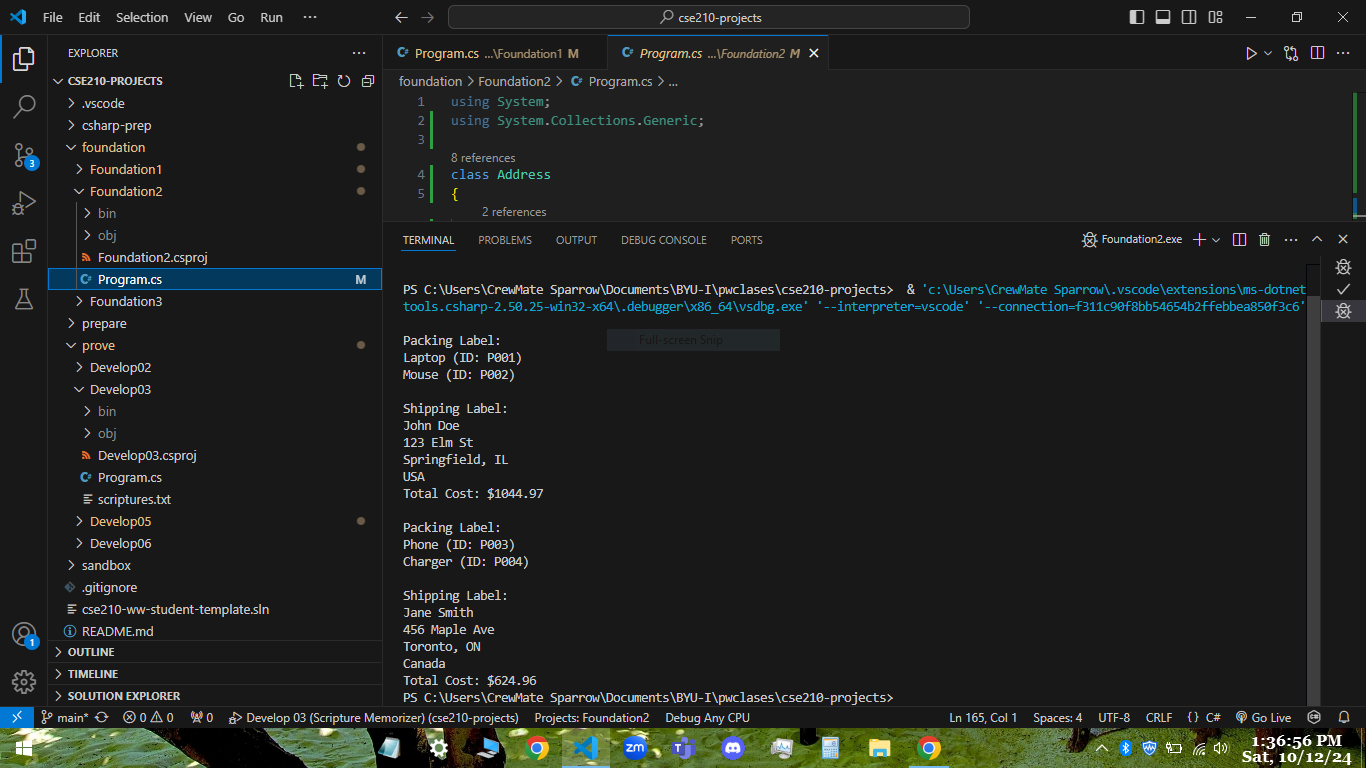 File Edit Selection View Go Run ···
cse210-projects
EXPLORER ···
CSE210-PROJECTS
.vscode
csharp-prep
foundation
Foundation1
Foundation2
bin
obj
Foundation2.csproj
Program.cs M
Foundation3
prepare
prove
Develop02
Develop03
bin
obj
Develop03.csproj
Program.cs
scriptures.txt
Develop05
Develop06
sandbox
.gitignore
cse210-ww-student-template.sln
README.md
OUTLINE
TIMELINE
SOLUTION EXPLORER
3
1
Program.cs ...\Foundation1 M
Program.cs ...\Foundation2 M
foundation > Foundation2 > Program.cs > ...
1 using System;
2 using System.Collections.Generic;
3
8 references
4 class Address
5 {
2 references
TERMINAL PROBLEMS OUTPUT DEBUG CONSOLE PORTS
Foundation2.exe
PS C:\Users\CrewMate Sparrow\Documents\BYU-I\pwclases\cse210-projects>  & 'c:\Users\CrewMate Sparrow\.vscode\extensions\ms-dotnet
tools.csharp-2.50.25-win32-x64\.debugger\x86_64\vsdbg.exe' '--interpreter=vscode' '--connection=f311c90f8bb54654b2ffebbea850f3c6'
Full-screen Snip
Packing Label:
Laptop (ID: P001)
Mouse (ID: P002)
Shipping Label:
John Doe
123 Elm St
Springfield, IL
USA
Total Cost: $1044.97
Packing Label:
Phone (ID: P003)
Charger (ID: P004)
Shipping Label:
Jane Smith
456 Maple Ave
Toronto, ON
Canada
Total Cost: $624.96
PS C:\Users\CrewMate Sparrow\Documents\BYU-I\pwclases\cse210-projects>
main* 0 0 0 Develop 03 (Scripture Memorizer) (cse210-projects) Projects: Foundation2 Debug Any CPU
Ln 165, Col 1 Spaces: 4 UTF-8 CRLF {} C# Go Live
zm
1:36:56 PM
Sat, 10/12/24